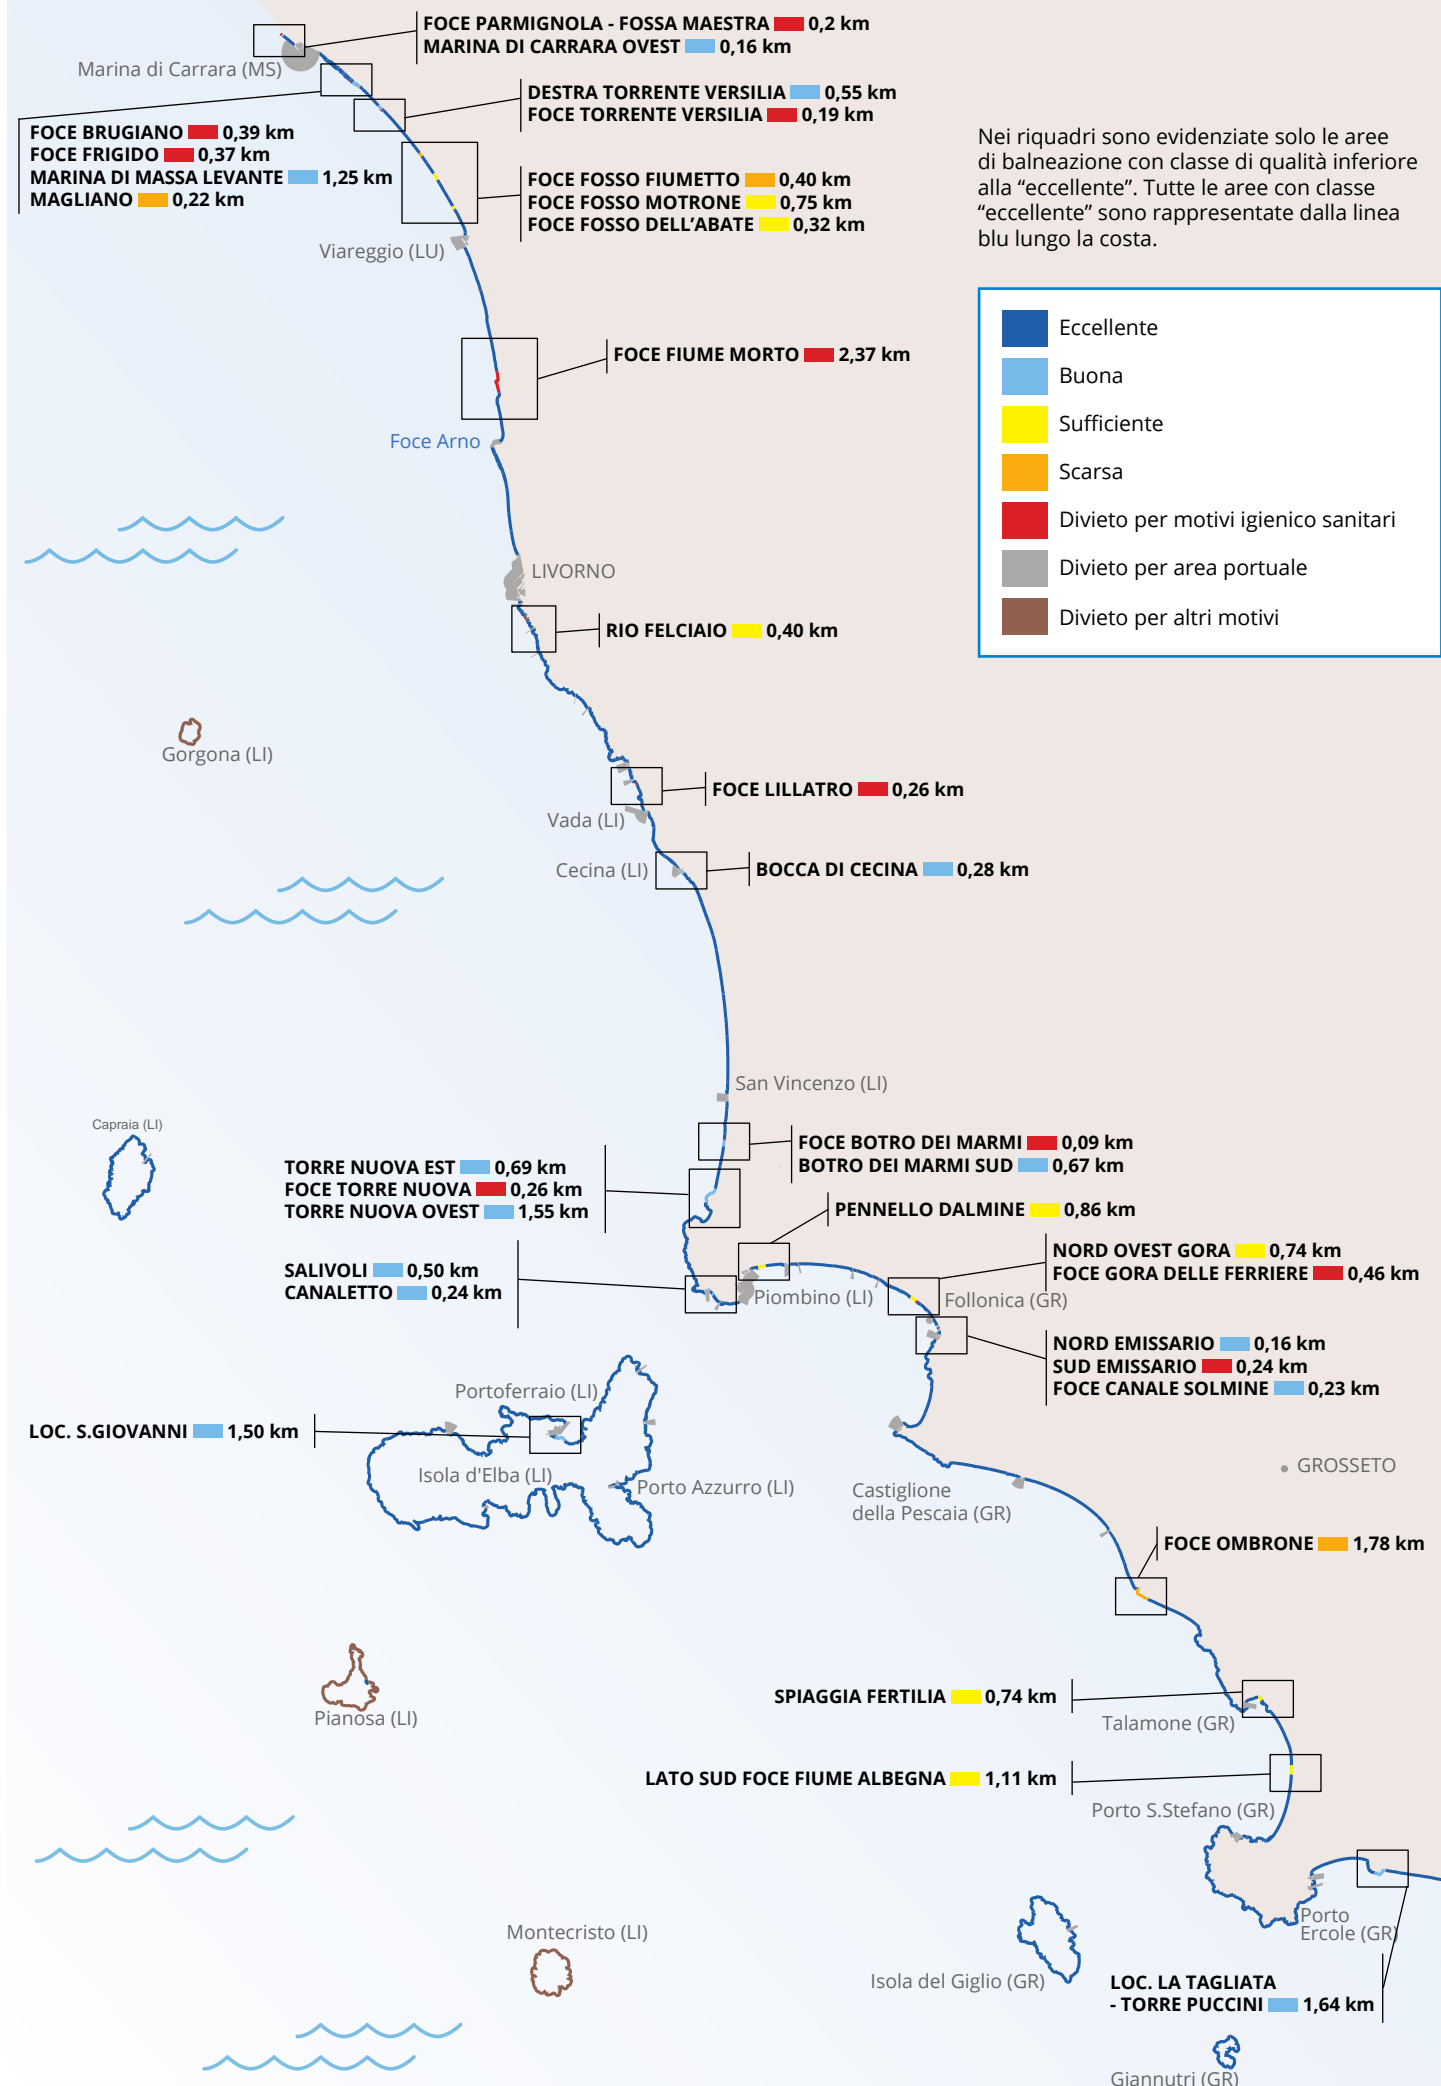 FOCE PARMIGNOLA - FOSSA MAESTRA 0,2 km
MARINA DI CARRARA OVEST 0,16 km
Marina di Carrara (MS)
DESTRA TORRENTE VERSILIA 0,55 km
FOCE TORRENTE VERSILIA 0,19 km
FOCE BRUGIANO 0,39 km
FOCE FRIGIDO 0,37 km
MARINA DI MASSA LEVANTE 1,25 km
MAGLIANO 0,22 km
Nei riquadri sono evidenziate solo le aree
di balneazione con classe di qualità inferiore
alla “eccellente”. Tutte le aree con classe
“eccellente” sono rappresentate dalla linea
blu lungo la costa.
FOCE FOSSO FIUMETTO 0,40 km
FOCE FOSSO MOTRONE 0,75 km
FOCE FOSSO DELL’ABATE 0,32 km
Viareggio (LU)
Eccellente
Buona
Sufficiente
Scarsa
Divieto per motivi igienico sanitari
Divieto per area portuale
Divieto per altri motivi
FOCE FIUME MORTO 2,37 km
Foce Arno
LIVORNO
RIO FELCIAIO 0,40 km
Gorgona (LI)
FOCE LILLATRO 0,26 km
Vada (LI)
Cecina (LI)
BOCCA DI CECINA 0,28 km
San Vincenzo (LI)
Capraia (LI)
FOCE BOTRO DEI MARMI 0,09 km
BOTRO DEI MARMI SUD 0,67 km
TORRE NUOVA EST 0,69 km
FOCE TORRE NUOVA 0,26 km
TORRE NUOVA OVEST 1,55 km
PENNELLO DALMINE 0,86 km
NORD OVEST GORA 0,74 km
FOCE GORA DELLE FERRIERE 0,46 km
SALIVOLI 0,50 km
CANALETTO 0,24 km
Piombino (LI)
Follonica (GR)
NORD EMISSARIO 0,16 km
SUD EMISSARIO 0,24 km
FOCE CANALE SOLMINE 0,23 km
Portoferraio (LI)
LOC. S.GIOVANNI 1,50 km
Isola d'Elba (LI)
Porto Azzurro (LI)
GROSSETO
Castiglione
della Pescaia (GR)
FOCE OMBRONE 1,78 km
SPIAGGIA FERTILIA 0,74 km
Pianosa (LI)
Talamone (GR)
LATO SUD FOCE FIUME ALBEGNA 1,11 km
Porto S.Stefano (GR)
Porto
Ercole (GR)
Montecristo (LI)
Isola del Giglio (GR)
LOC. LA TAGLIATA
- TORRE PUCCINI 1,64 km
Giannutri (GR)